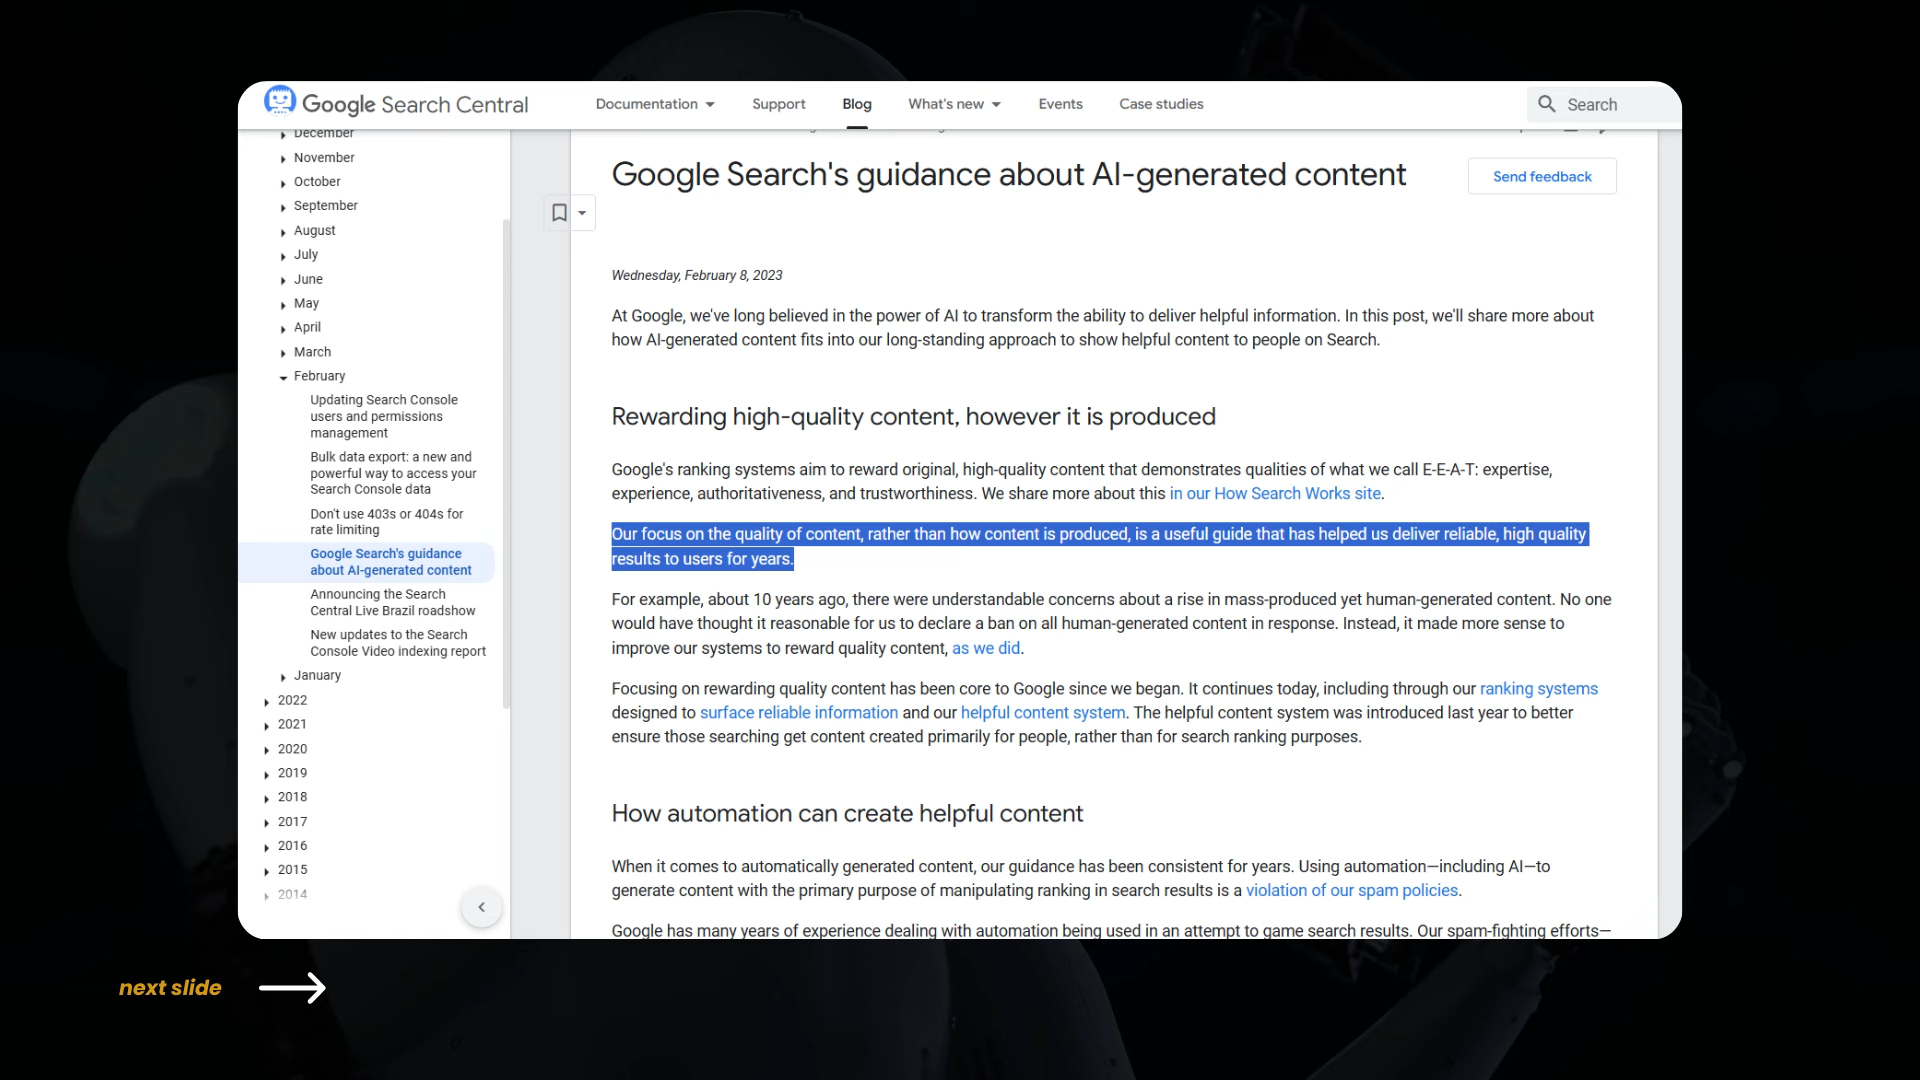 Google Search Central
Documentation
Support
Blog
What's new
Events
Case studies
Search
December
November
October
September
August
July
June
May
April
March
February
Updating Search Console
users and permissions
management
Bulk data export: a new and
powerful way to access your
Search Console data
Don't use 403s or 404s for
rate limiting
Google Search's guidance
about AI-generated content
Announcing the Search
Central Live Brazil roadshow
New updates to the Search
Console Video indexing report
January
2022
2021
2020
2019
2018
2017
2016
2015
2014
Google Search's guidance about AI-generated content
Send feedback
Wednesday, February 8, 2023
At Google, we've long believed in the power of AI to transform the ability to deliver helpful information. In this post, we'll share more about
how AI-generated content fits into our long-standing approach to show helpful content to people on Search.
Rewarding high-quality content, however it is produced
Google's ranking systems aim to reward original, high-quality content that demonstrates qualities of what we call E-E-A-T: expertise,
experience, authoritativeness, and trustworthiness. We share more about this in our How Search Works site.
Our focus on the quality of content, rather than how content is produced, is a useful guide that has helped us deliver reliable, high quality
results to users for years.
For example, about 10 years ago, there were understandable concerns about a rise in mass-produced yet human-generated content. No one
would have thought it reasonable for us to declare a ban on all human-generated content in response. Instead, it made more sense to
improve our systems to reward quality content, as we did.
Focusing on rewarding quality content has been core to Google since we began. It continues today, including through our ranking systems
designed to surface reliable information and our helpful content system. The helpful content system was introduced last year to better
ensure those searching get content created primarily for people, rather than for search ranking purposes.
How automation can create helpful content
When it comes to automatically generated content, our guidance has been consistent for years. Using automation—including AI—to
generate content with the primary purpose of manipulating ranking in search results is a violation of our spam policies.
Google has many years of experience dealing with automation being used in an attempt to game search results. Our spam-fighting efforts—
next slide